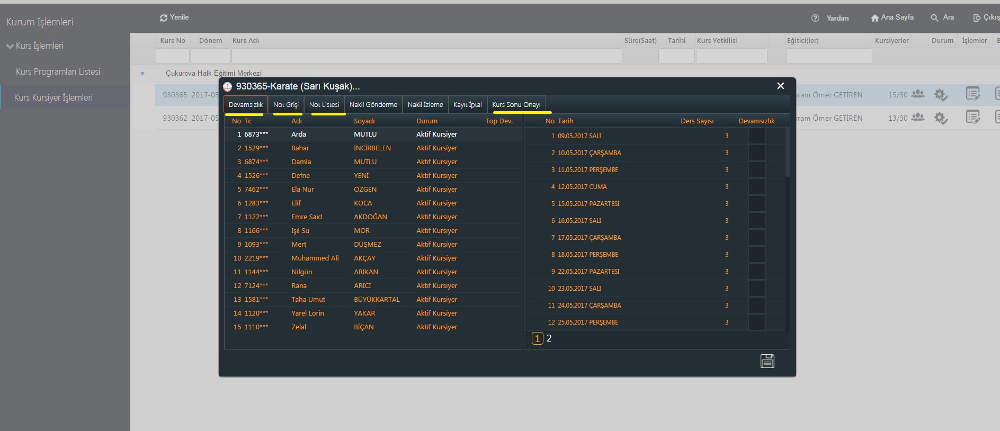 Kurum İşlemleri
Yenile
Yardım
Ana Sayfa
Ara
Çıkış
Kurs İşlemleri
Kurs Programları Listesi
Kurs Kursiyer İşlemleri
Kurs No Dönem Kurs Adı Süre(Saat) Tarihi Kurs Yetkilisi Eğitici(ler) Kursiyerler Durum İşlemler B
Çukurova Halk Eğitimi Merkezi
930365 2017-05 yram Ömer GETİREN 15/30
930362 2017-05 yram Ömer GETİREN 13/30
930365-Karate (Sarı Kuşak)...
Devamsızlık Not Grişi Not Listesi Nakil Gönderme Nakil İzleme Kayıt İptal Kurs Sonu Onayı
No Tc Adı Soyadı Durum Top Dev.
1 6873*** Arda MUTLU Aktif Kursiyer
2 1529*** Bahar İNCİRBELEN Aktif Kursiyer
3 6874*** Damla MUTLU Aktif Kursiyer
4 1526*** Defne YENİ Aktif Kursiyer
5 7462*** Ela Nur ÖZGEN Aktif Kursiyer
6 1283*** Elif KOCA Aktif Kursiyer
7 1122*** Emre Said AKDOĞAN Aktif Kursiyer
8 1166*** Işıl Su MOR Aktif Kursiyer
9 1093*** Mert DÜŞMEZ Aktif Kursiyer
10 2219*** Muhammed Ali AKÇAY Aktif Kursiyer
11 1144*** Nilgün ARIKAN Aktif Kursiyer
12 7124*** Rana ARICI Aktif Kursiyer
13 1581*** Taha Umut BÜYÜKKARTAL Aktif Kursiyer
14 1120*** Yarel Lorin YAKAR Aktif Kursiyer
15 1110*** Zelal BİÇAN Aktif Kursiyer
No Tarih Ders Sayısı Devamsızlık
1 09.05.2017 SALI 3
2 10.05.2017 ÇARŞAMBA 3
3 11.05.2017 PERŞEMBE 3
4 12.05.2017 CUMA 3
5 15.05.2017 PAZARTESI 3
6 16.05.2017 SALI 3
7 17.05.2017 ÇARŞAMBA 3
8 18.05.2017 PERŞEMBE 3
9 22.05.2017 PAZARTESI 3
10 23.05.2017 SALI 3
11 24.05.2017 ÇARŞAMBA 3
12 25.05.2017 PERŞEMBE 3
1 2